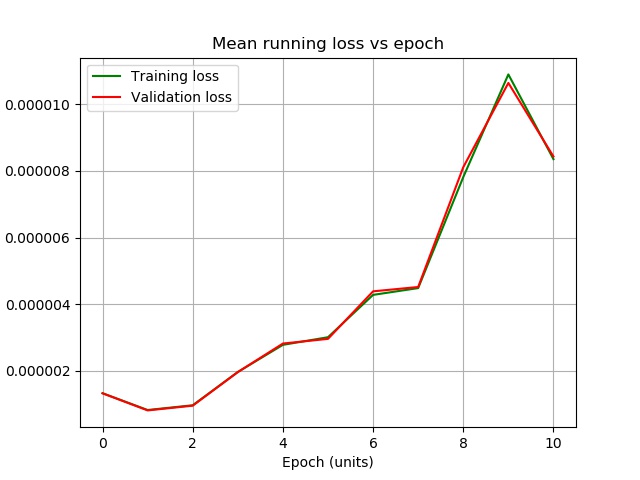 Mean running loss vs epoch
Training loss
Validation loss
0.000010
0.000008
0.000006
0.000004
0.000002
0 2 4 6 8 10
Epoch (units)